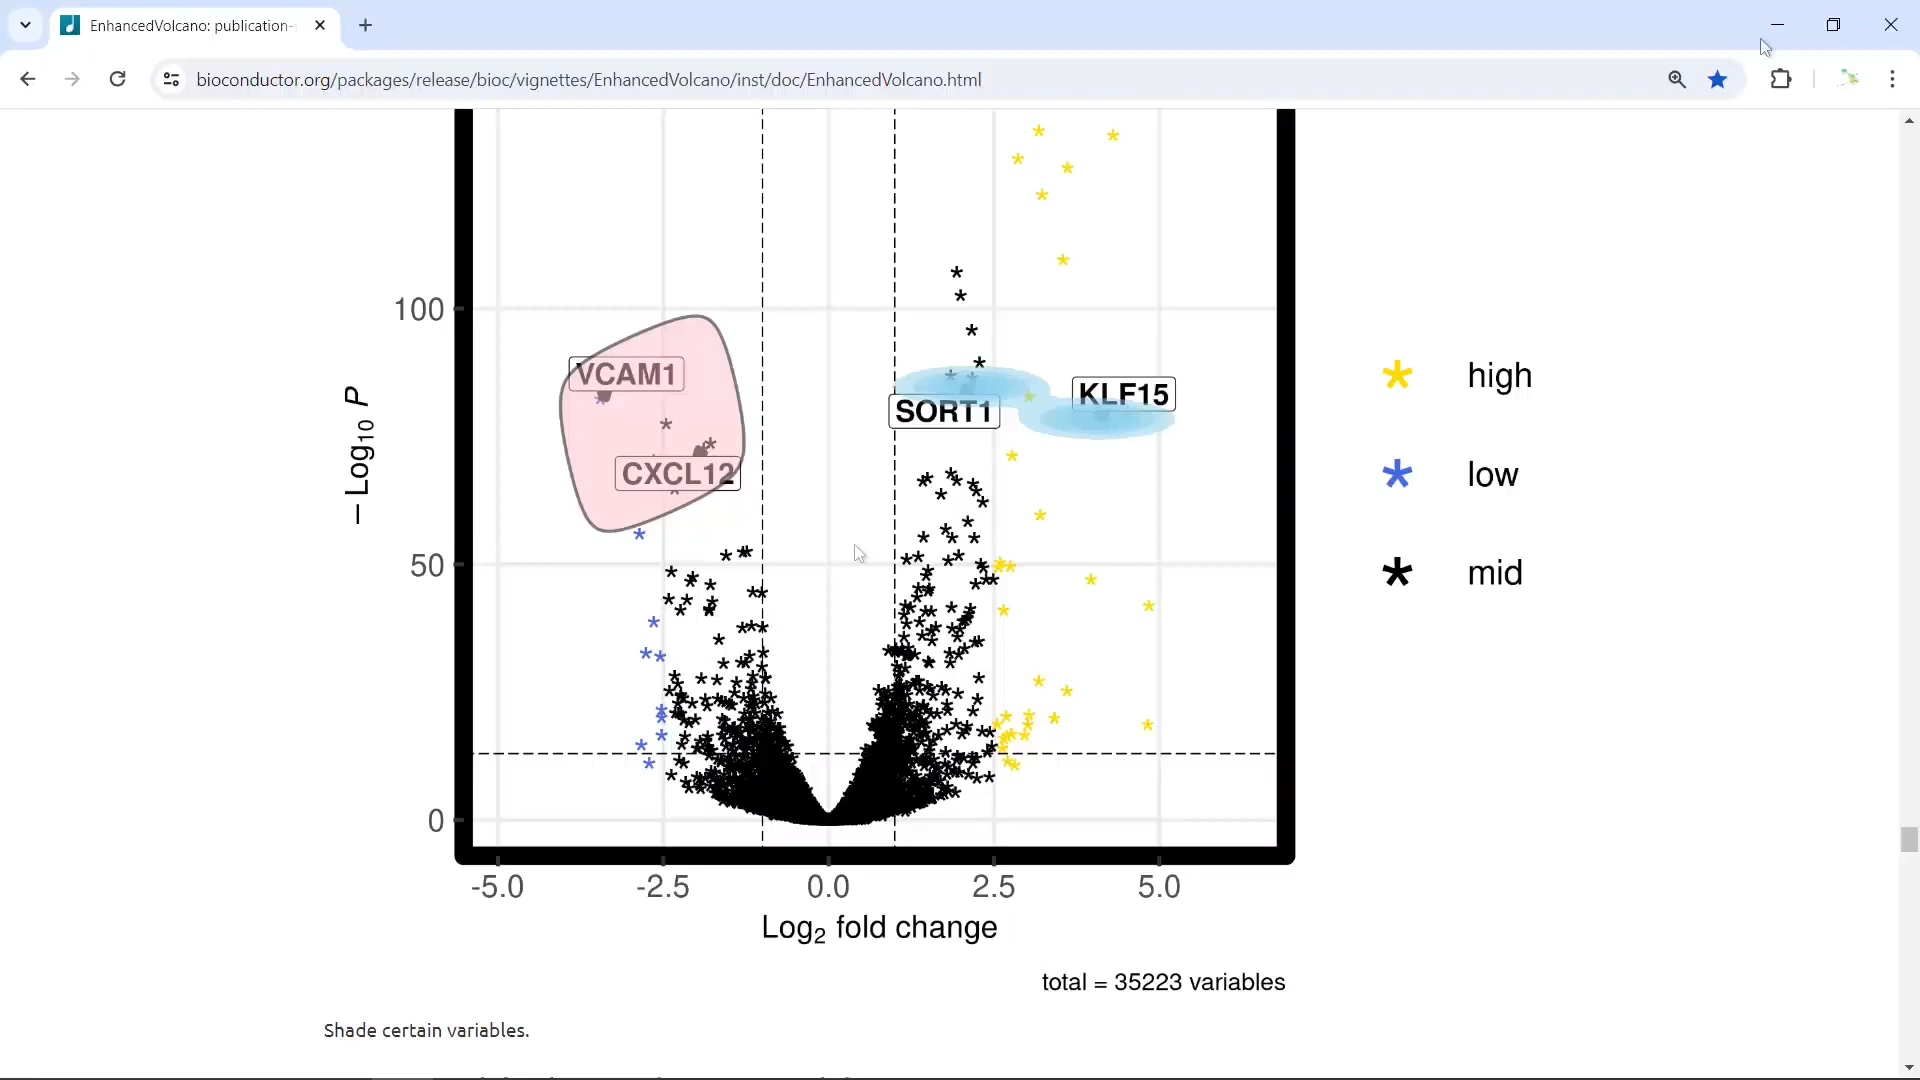 EnhancedVolcano: publication-
bioconductor.org/packages/release/bioc/vignettes/EnhancedVolcano/inst/doc/EnhancedVolcano.html
100
50
0
− Log10 P
VCAM1
CXCL12
SORT1
KLF15
high
low
mid
-5.0 -2.5 0.0 2.5 5.0
Log2 fold change
total = 35223 variables
Shade certain variables.